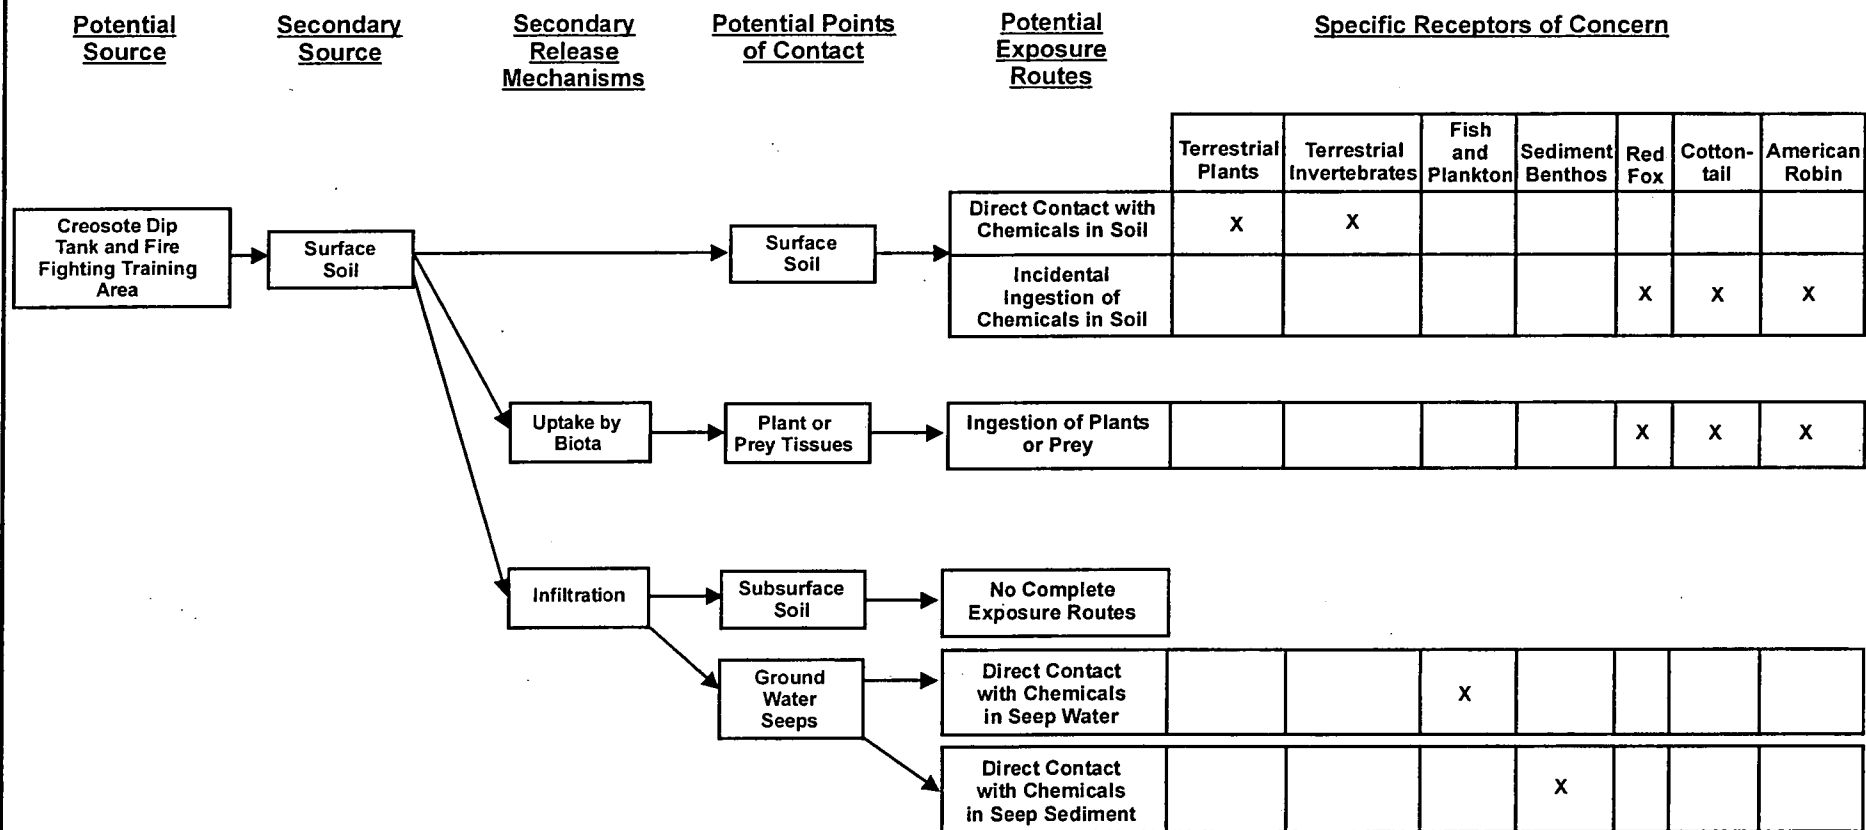 Potential
Source
Secondary
Source
Secondary
Release
Mechanisms
Potential Points
of Contact
Potential
Exposure
Routes
Specific Receptors of Concern
Terrestrial
Plants
Terrestrial
Invertebrates
Fish
and
Plankton
Sediment
Benthos
Red
Fox
Cotton-
tail
American
Robin
Creosote Dip
Tank and Fire
Fighting Training
Area
Surface
Soil
Surface
Soil
Direct Contact with
Chemicals in Soil
X X
Incidental
Ingestion of
Chemicals in Soil
X X X
Uptake by
Biota
Plant or
Prey Tissues
Ingestion of Plants
or Prey
X X X
Infiltration
Subsurface
Soil
No Complete
Exposure Routes
Ground
Water
Seeps
Direct Contact
with Chemicals
in Seep Water
X
Direct Contact
with Chemicals
in Seep Sediment
X